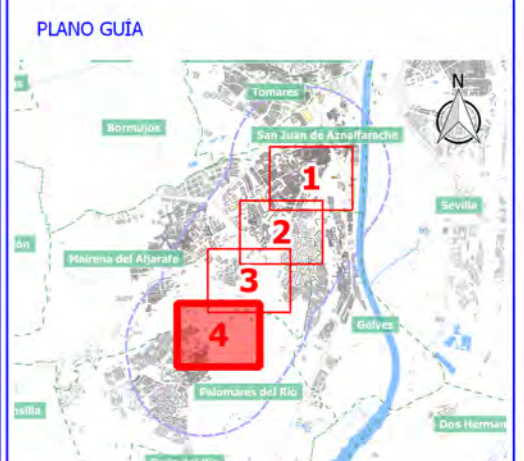 PLANO GUÍA
N
Tomares
Bormujos
San Juan de Aznalfarache
1
Sevilla
2
Mairena del Aljarafe
3
Gelves
4
Palomares del Río
Dos Herman